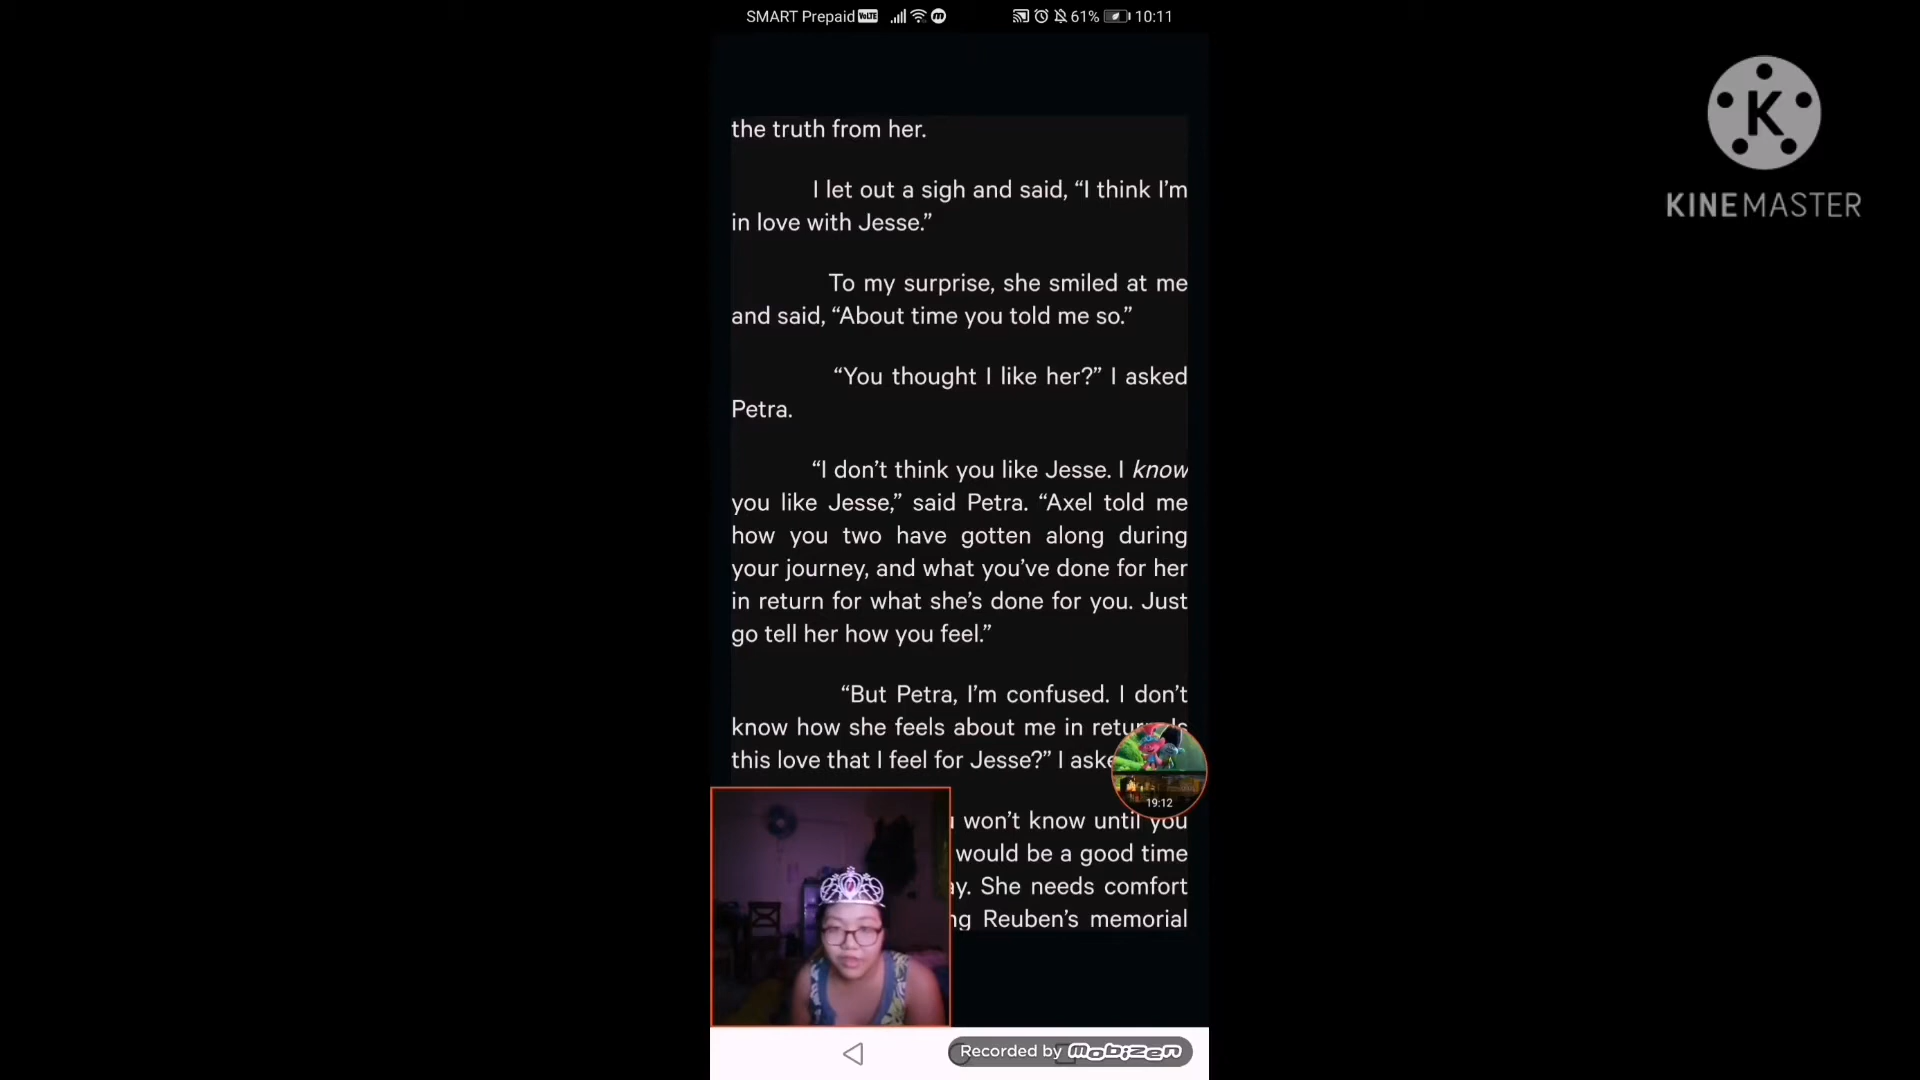 SMART Prepaid VoLTE 61% 10:11
KINEMASTER
the truth from her.
I let out a sigh and said, “I think I’m
in love with Jesse.”
To my surprise, she smiled at me
and said, “About time you told me so.”
“You thought I like her?” I asked
Petra.
“I don’t think you like Jesse. I know
you like Jesse,” said Petra. “Axel told me
how you two have gotten along during
your journey, and what you’ve done for her
in return for what she’s done for you. Just
go tell her how you feel.”
“But Petra, I’m confused. I don’t
know how she feels about me in return. Is
this love that I feel for Jesse?” I aske
19:12
won’t know until you
would be a good time
She needs comfort
Reuben’s memorial
Recorded by mobizen